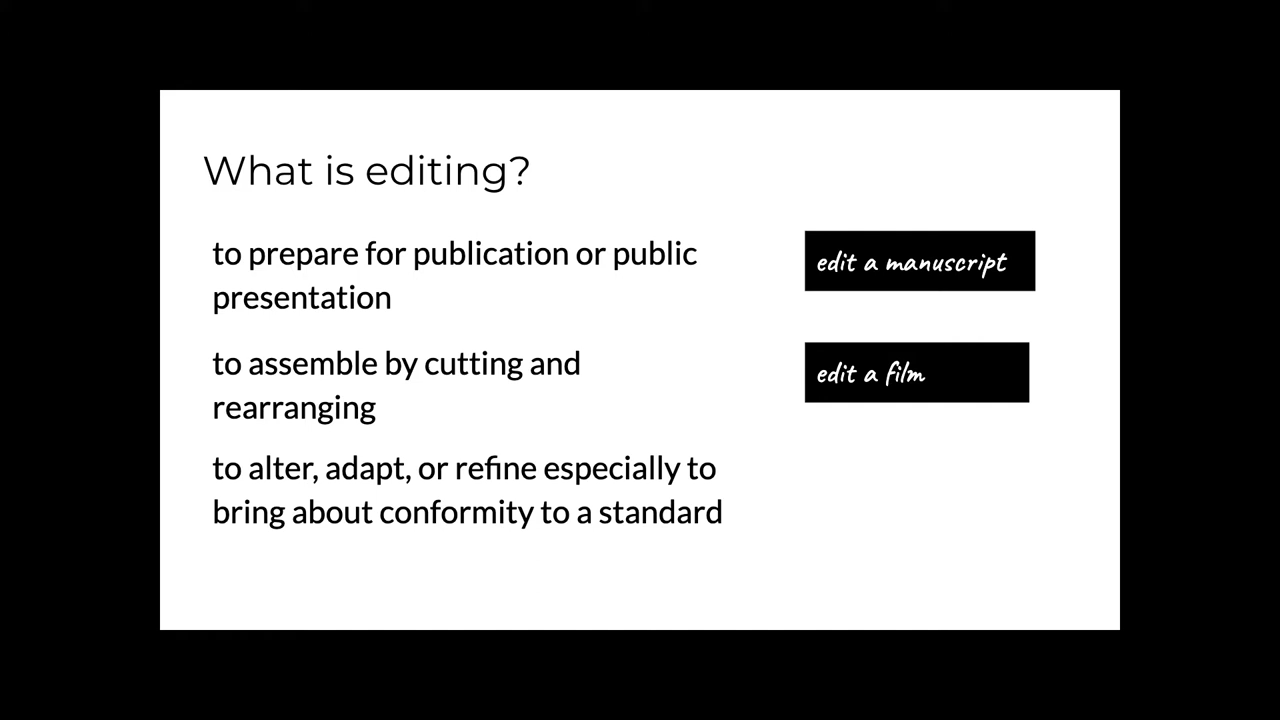 What is editing?
to prepare for publication or public
presentation
edit a manuscript
to assemble by cutting and
rearranging
edit a film
to alter, adapt, or refine especially to
bring about conformity to a standard